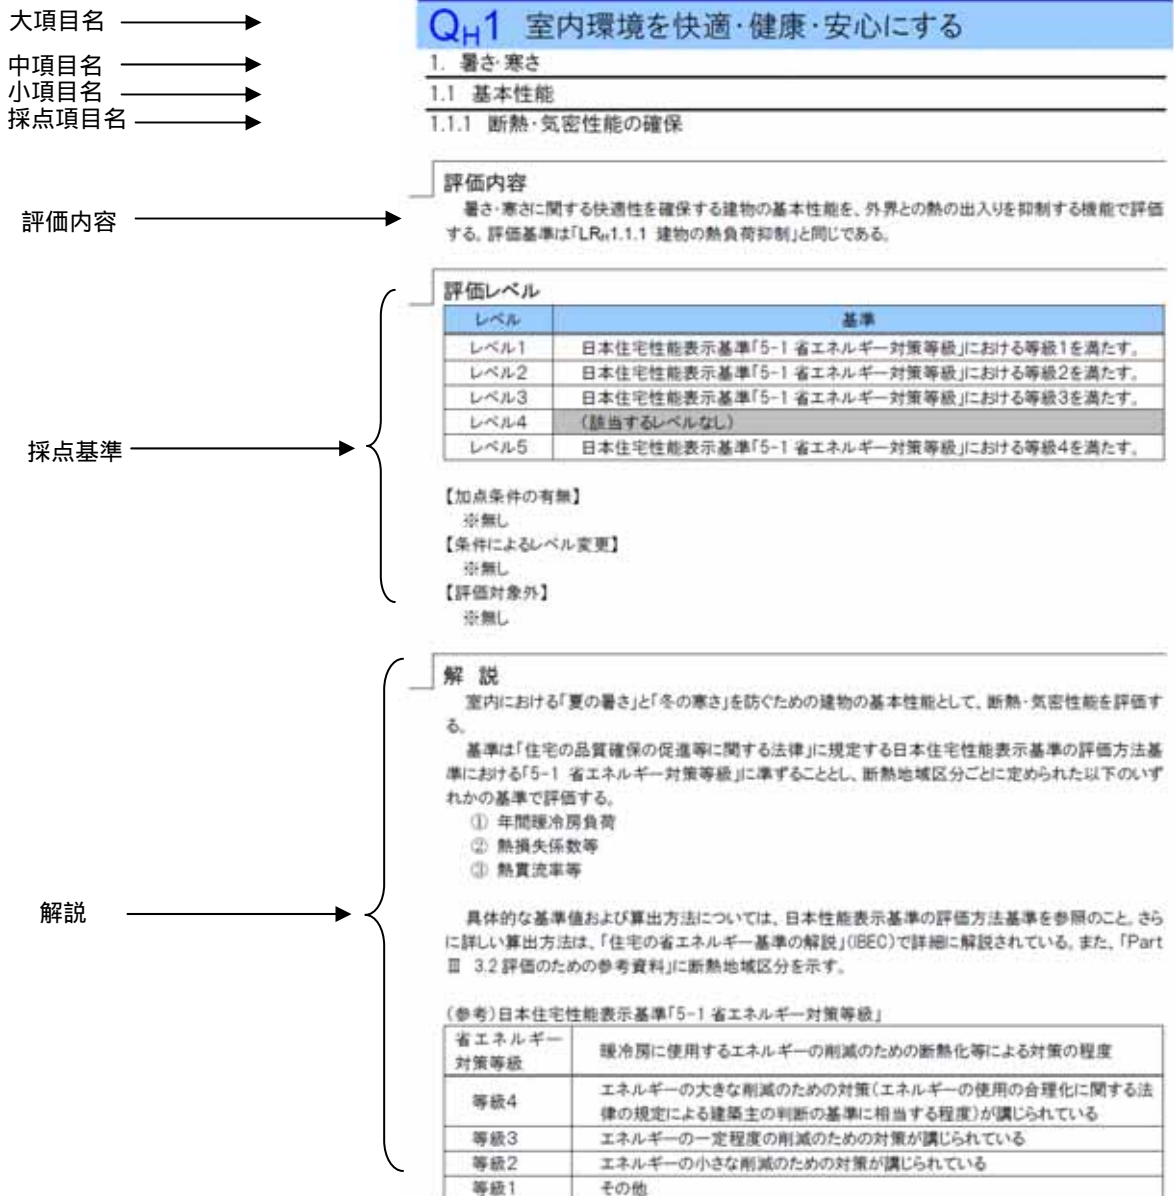 大項目名
QH1 室内環境を快適・健康・安心にする
中項目名
1. 暑さ・寒さ
小項目名
1.1 基本性能
採点項目名
1.1.1 断熱・気密性能の確保
評価内容
評価内容
暑さ・寒さに関する快適性を確保する建物の基本性能を、外界との熱の出入りを抑制する機能で評価
する。評価基準は「LRH1.1.1 建物の熱負荷抑制」と同じである。
採点基準
評価レベル
レベル 基準
レベル1 日本住宅性能表示基準「5-1 省エネルギー対策等級」における等級1を満たす。
レベル2 日本住宅性能表示基準「5-1 省エネルギー対策等級」における等級2を満たす。
レベル3 日本住宅性能表示基準「5-1 省エネルギー対策等級」における等級3を満たす。
レベル4 （該当するレベルなし）
レベル5 日本住宅性能表示基準「5-1 省エネルギー対策等級」における等級4を満たす。
【加点条件の有無】
※無し
【条件によるレベル変更】
※無し
【評価対象外】
※無し
解説
解 説
室内における「夏の暑さ」と「冬の寒さ」を防ぐための建物の基本性能として、断熱・気密性能を評価す
る。
基準は「住宅の品質確保の促進等に関する法律」に規定する日本住宅性能表示基準の評価方法基
準における「5-1 省エネルギー対策等級」に準ずることとし、断熱地域区分ごとに定められた以下のいず
れかの基準で評価する。
① 年間暖冷房負荷
② 熱損失係数等
③ 熱貫流率等
具体的な基準値および算出方法については、日本性能表示基準の評価方法基準を参照のこと。さら
に詳しい算出方法は、「住宅の省エネルギー基準の解説」(IBEC)で詳細に解説されている。また、「Part
Ⅲ 3.2 評価のための参考資料」に断熱地域区分を示す。
（参考）日本住宅性能表示基準「5-1 省エネルギー対策等級」
省エネルギー
対策等級
暖冷房に使用するエネルギーの削減のための断熱化等による対策の程度
等級4
エネルギーの大きな削減のための対策（エネルギーの使用の合理化に関する法
律の規定による建築主の判断の基準に相当する程度）が講じられている
等級3 エネルギーの一定程度の削減のための対策が講じられている
等級2 エネルギーの小さな削減のための対策が講じられている
等級1 その他